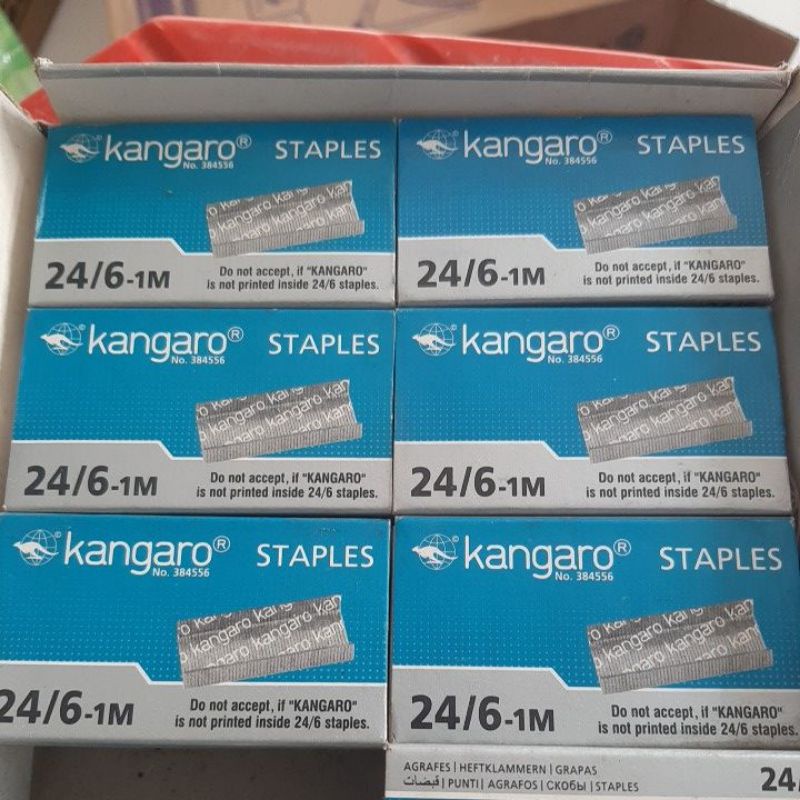 kangaro® STAPLES
No. 384556
24/6-1M
Do not accept, if "KANGARO"
is not printed inside 24/6 staples.
kangaro® STAPLES
No. 384556
24/6-1M
Do not accept, if "KANGARO"
is not printed inside 24/6 staples.
kangaro® STAPLES
No. 384556
24/6-1M
Do not accept, if "KANGARO"
is not printed inside 24/6 staples.
kangaro® STAPLES
No. 384556
24/6-1M
Do not accept, if "KANGARO"
is not printed inside 24/6 staples.
©kangaro® STAPLES
No. 384556
24/6-1M
Do not accept, if "KANGARO"
is not printed inside 24/6 staples.
©kangaro® STAPLES
No. 384556
24/6-1M
Do not accept, if "KANGARO"
is not printed inside 24/6 staples.
AGRAFES | HEFTKLAMMERN | GRAPAS
قبضات | PUNTI | AGRAFOS | СКОбЫ | STAPLES
24/